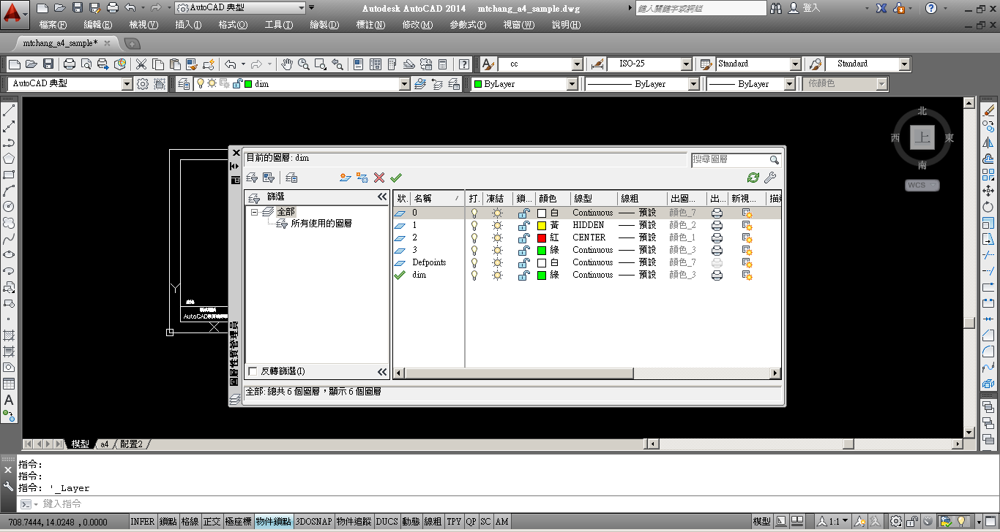 AutoCAD 典型
Autodesk AutoCAD 2014 mtchang_a4_sample.dwg
鍵入關鍵字或詞組
登入
檔案(F) 編輯(E) 檢視(V) 插入(I) 格式(O) 工具(T) 繪製(D) 標註(N) 修改(M) 參數式(P) 視窗(W) 說明(H)
mtchang_a4_sample*
cc ISO-25 Standard Standard
AutoCAD 典型 dim ByLayer ByLayer ByLayer 依顏色
北
西 上 東
南
WCS
目前的圖層: dim
搜尋圖層
篩選
全部
所有使用的圖層
狀. 名稱 打. 凍結 鎖... 顏色 線型 線粗 出圖... 出... 新視...
0 白 Continuous 預設 顏色_7
1 黃 HIDDEN 預設 顏色_2
2 紅 CENTER 預設 顏色_1
3 綠 Continuous 預設 顏色_3
Defpoints 白 Continuous 預設 顏色_7
dim 綠 Continuous 預設 顏色_3
反轉篩選(I)
全部: 總共 6 個圖層，顯示 6 個圖層
圖層性質管理員
Y
X
模型 a4 配置2
指令:
指令:
指令: '_Layer
鍵入指令
708.7444, 14.0248 , 0.0000 INFER 鎖點 格線 正交 極座標 物件鎖點 3DOSNAP 物件追蹤 DUCS 動態 線粗 TPY QP SC AM 模型 1:1